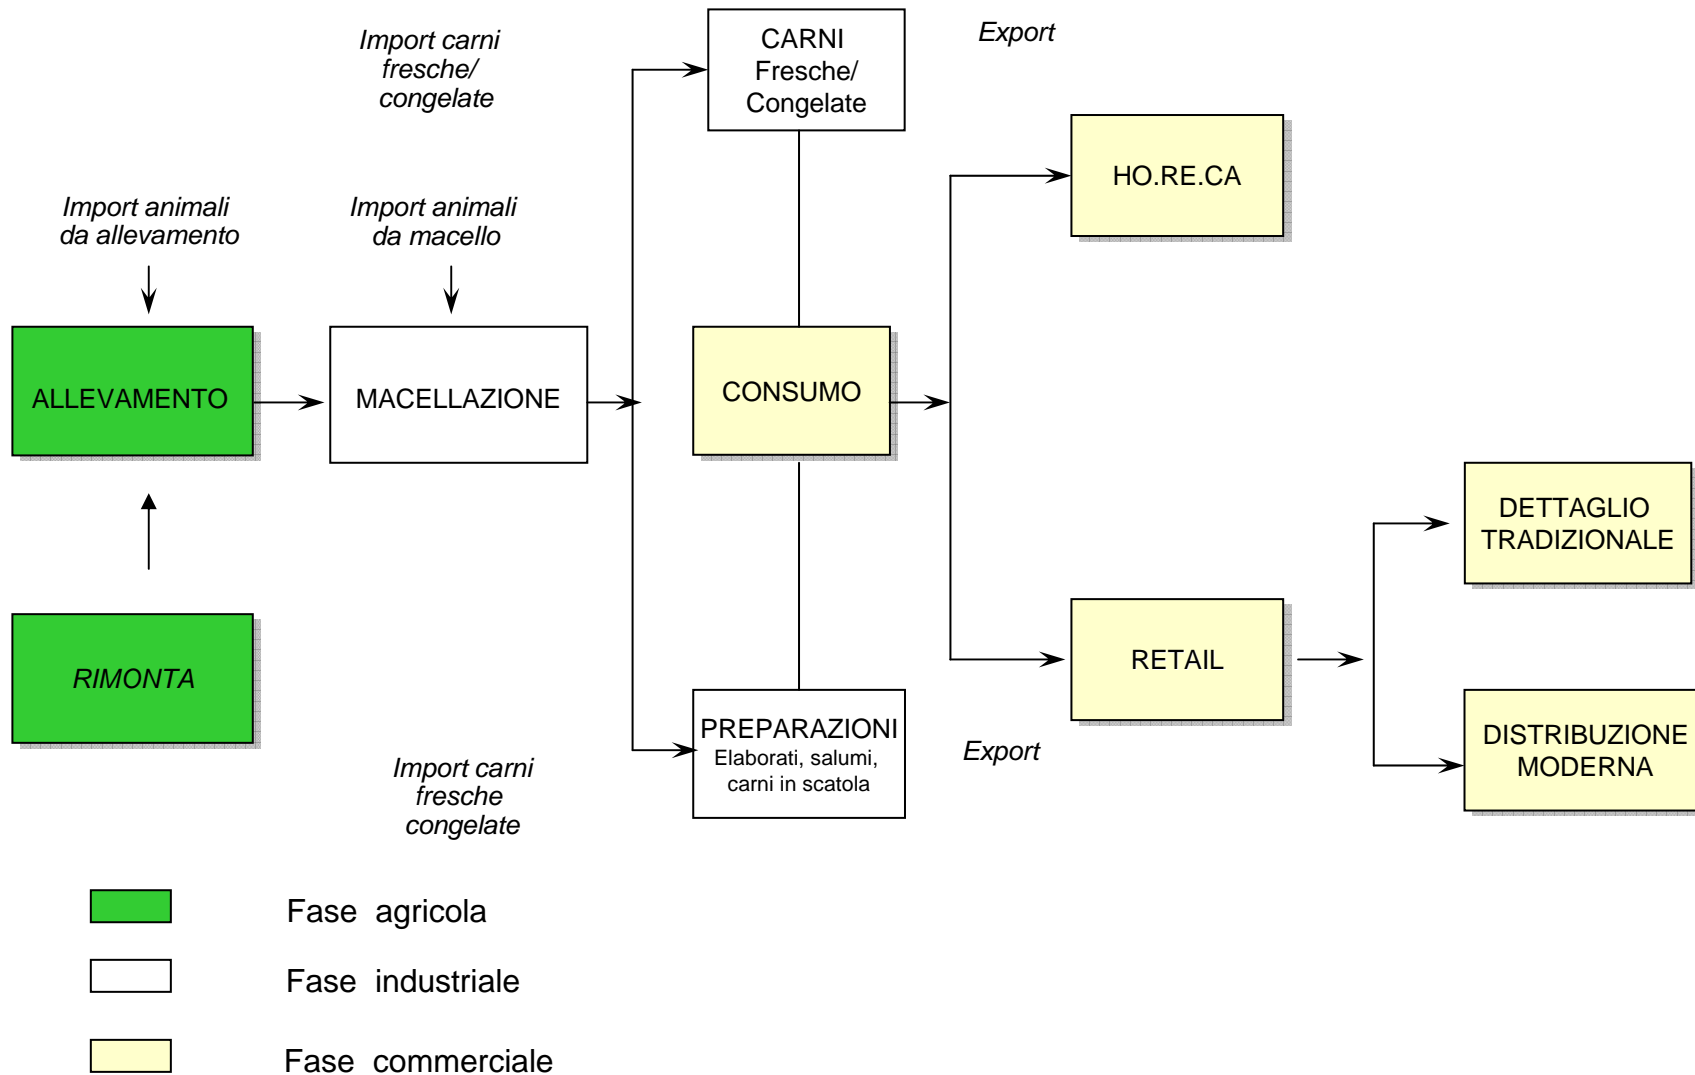 Import carni
fresche/
congelate
CARNI
Fresche/
Congelate
Export
HO.RE.CA
Import animali
da allevamento
Import animali
da macello
ALLEVAMENTO
MACELLAZIONE
CONSUMO
DETTAGLIO
TRADIZIONALE
RIMONTA
RETAIL
PREPARAZIONI
Elaborati, salumi,
carni in scatola
Export
DISTRIBUZIONE
MODERNA
Import carni
fresche
congelate
Fase agricola
Fase industriale
Fase commerciale